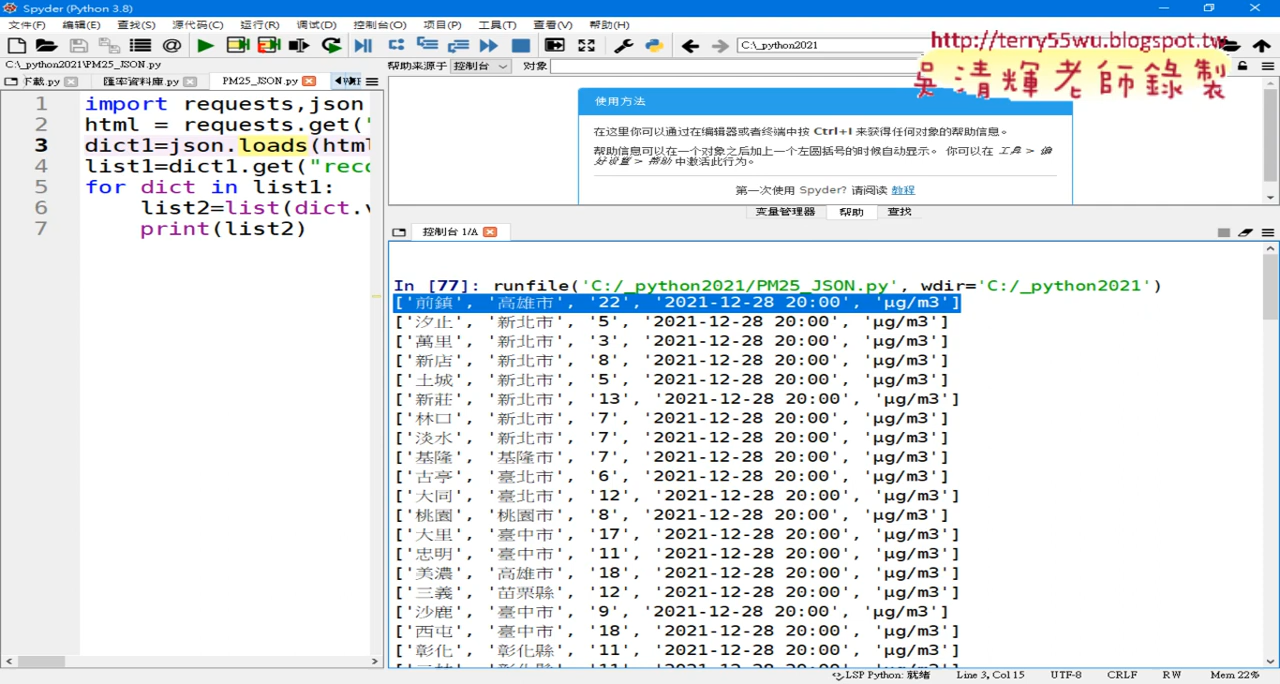 Spyder (Python 3.8)
文件(F) 编辑(E) 查找(S) 源代码(C) 运行(R) 调试(D) 控制台(O) 项目(P) 工具(T) 查看(V) 帮助(H)
C:\_python2021
http://terry55wu.blogspot.tw
吳清輝老師錄製
C:\_python2021\PM25_JSON.py
帮助来源于 控制台 对象
下载.py 匯率資料庫.py PM25_JSON.py
1 import requests,json
2 html = requests.get('
3 dict1=json.loads(html
4 list1=dict1.get("reco
5 for dict in list1:
6 list2=list(dict.v
7 print(list2)
使用方法
在这里你可以通过在编辑器或者终端中按 Ctrl+I 来获得任何对象的帮助信息。
帮助信息可以在一个对象之后加上一个左圆括号的时候自动显示。 你可以在 工具 > 偏
好设置 > 帮助 中激活此行为。
第一次使用 Spyder? 请阅读 教程
变量管理器 帮助 查找
控制台 1/A
In [77]: runfile('C:/_python2021/PM25_JSON.py', wdir='C:/_python2021')
['前鎮', '高雄市', '22', '2021-12-28 20:00', 'μg/m3']
['汐止', '新北市', '5', '2021-12-28 20:00', 'μg/m3']
['萬里', '新北市', '3', '2021-12-28 20:00', 'μg/m3']
['新店', '新北市', '8', '2021-12-28 20:00', 'μg/m3']
['土城', '新北市', '5', '2021-12-28 20:00', 'μg/m3']
['新莊', '新北市', '13', '2021-12-28 20:00', 'μg/m3']
['林口', '新北市', '7', '2021-12-28 20:00', 'μg/m3']
['淡水', '新北市', '7', '2021-12-28 20:00', 'μg/m3']
['基隆', '基隆市', '7', '2021-12-28 20:00', 'μg/m3']
['古亭', '臺北市', '6', '2021-12-28 20:00', 'μg/m3']
['大同', '臺北市', '12', '2021-12-28 20:00', 'μg/m3']
['桃園', '桃園市', '8', '2021-12-28 20:00', 'μg/m3']
['大里', '臺中市', '17', '2021-12-28 20:00', 'μg/m3']
['忠明', '臺中市', '11', '2021-12-28 20:00', 'μg/m3']
['美濃', '高雄市', '18', '2021-12-28 20:00', 'μg/m3']
['三義', '苗栗縣', '12', '2021-12-28 20:00', 'μg/m3']
['沙鹿', '臺中市', '9', '2021-12-28 20:00', 'μg/m3']
['西屯', '臺中市', '18', '2021-12-28 20:00', 'μg/m3']
['彰化', '彰化縣', '11', '2021-12-28 20:00', 'μg/m3']
LSP Python: 就绪 Line 3, Col 15 UTF-8 CRLF RW Mem 22%